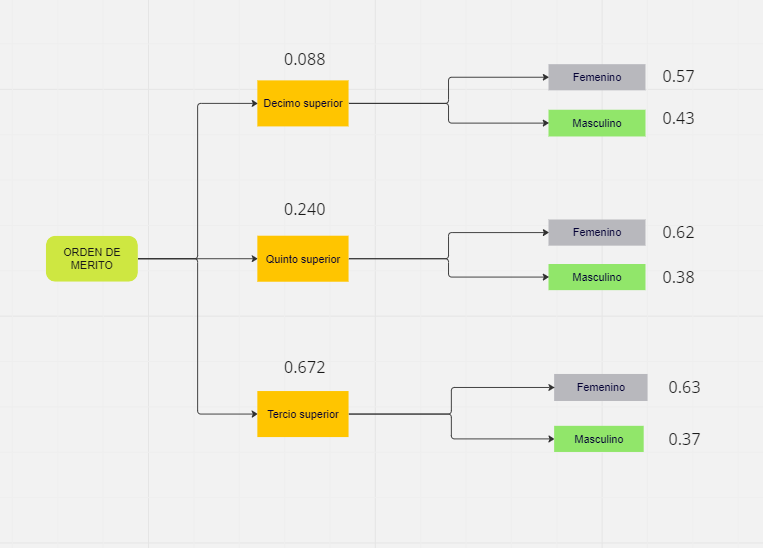 0.088
Decimo superior
Femenino
0.57
Masculino
0.43
ORDEN DE
MERITO
0.240
Quinto superior
Femenino
0.62
Masculino
0.38
0.672
Tercio superior
Femenino
0.63
Masculino
0.37